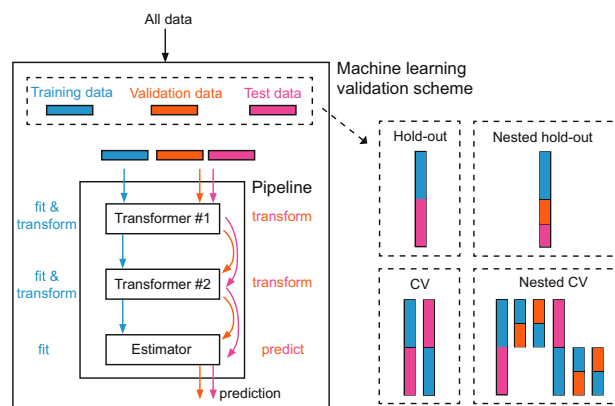 All data
Machine learning
validation scheme
Training data
Validation data
Test data
Hold-out
Nested hold-out
Pipeline
fit &
transform
Transformer #1
transform
fit &
transform
Transformer #2
transform
CV
Nested CV
fit
Estimator
predict
prediction